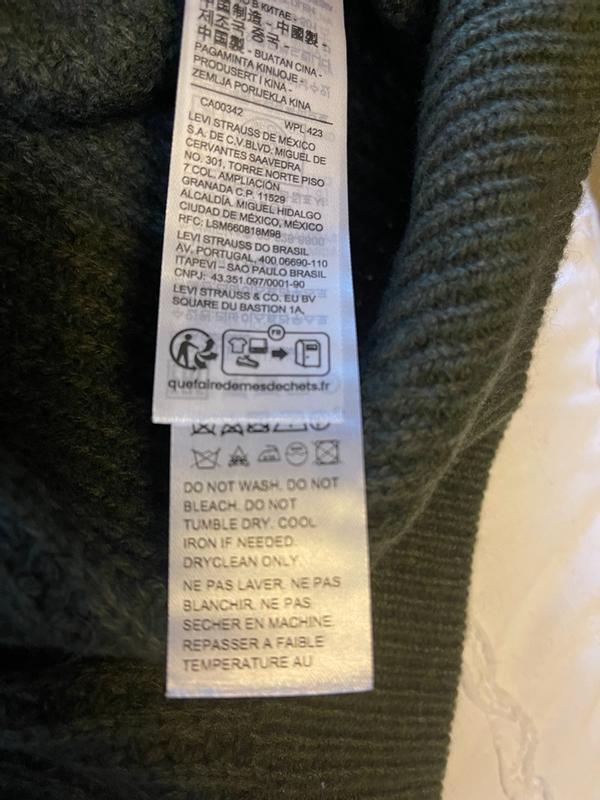 О В КИТАЕ -
中国制造 - 中國製 -
제조국 중국 -
中国製
PAGAMINTA KINIJOJE - BUATAN CINA -
PRODUSERT I KINA -
ZEMLJA PORIJEKLA KINA
CA00342 WPL 423
LEVI STRAUSS DE MÉXICO
S.A. DE C.V.BLVD. MIGUEL DE
CERVANTES SAAVEDRA
NO. 301, TORRE NORTE PISO
7 COL. AMPLIACIÓN
GRANADA C.P. 11529
ALCALDÍA. MIGUEL HIDALGO
CIUDAD DE MÉXICO, MÉXICO
RFC: LSM660818M98
LEVI STRAUSS DO BRASIL
AV. PORTUGAL, 400 06690-110
ITAPEVI – SAO PAULO BRASIL
CNPJ: 43.351.097/0001-90
LEVI STRAUSS & CO. EU BV
SQUARE DU BASTION 1A,
FR
quefairedemesdechets.fr
DO NOT WASH. DO NOT
BLEACH. DO NOT
TUMBLE DRY. COOL
IRON IF NEEDED.
DRYCLEAN ONLY.
NE PAS LAVER. NE PAS
BLANCHIR. NE PAS
SECHER EN MACHINE.
REPASSER A FAIBLE
TEMPERATURE AU